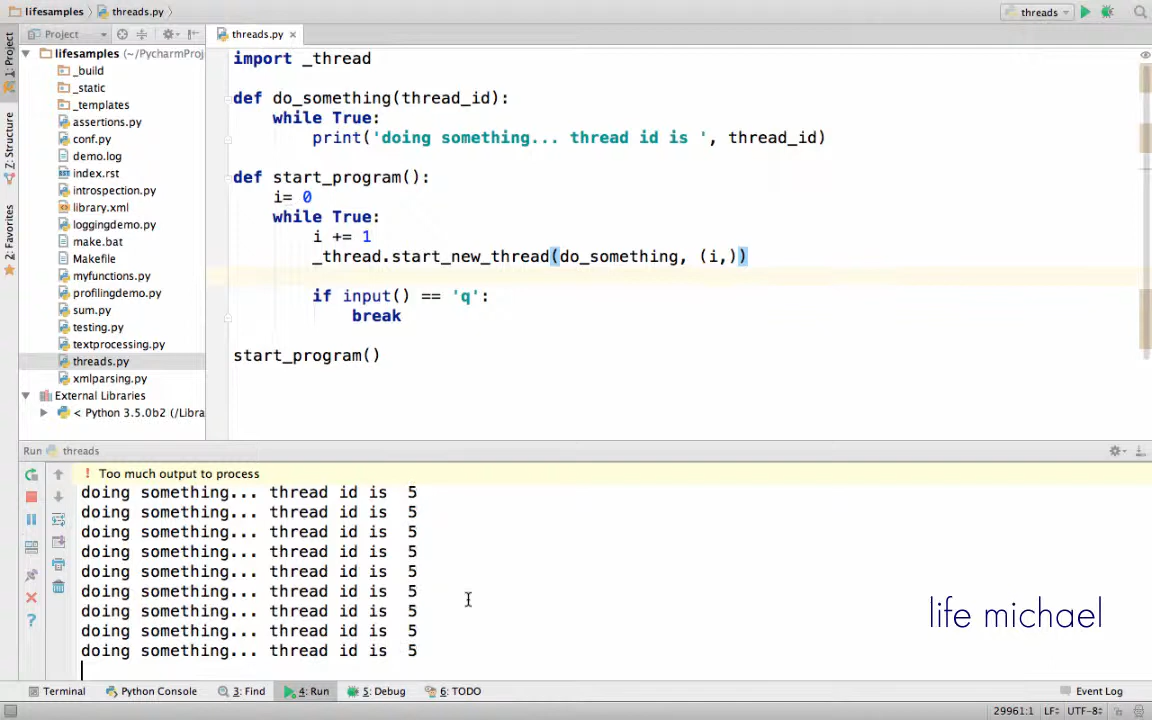 lifesamples threads.py threads
1: Project
Project
threads.py
lifesamples (~/PycharmProj
_build
_static
_templates
assertions.py
conf.py
demo.log
index.rst
introspection.py
library.xml
loggingdemo.py
make.bat
Makefile
myfunctions.py
profilingdemo.py
sum.py
testing.py
textprocessing.py
threads.py
xmlparsing.py
External Libraries
< Python 3.5.0b2 (/Libra
Z: Structure
2: Favorites
import _thread
def do_something(thread_id):
while True:
print('doing something... thread id is ', thread_id)
def start_program():
i= 0
while True:
i += 1
_thread.start_new_thread(do_something, (i,))
if input() == 'q':
break
start_program()
Run threads
! Too much output to process
doing something... thread id is 5
doing something... thread id is 5
doing something... thread id is 5
doing something... thread id is 5
doing something... thread id is 5
doing something... thread id is 5
doing something... thread id is 5
doing something... thread id is 5
doing something... thread id is 5
life michael
Terminal Python Console 3: Find 4: Run 5: Debug 6: TODO Event Log
29961:1 LF÷ UTF-8÷